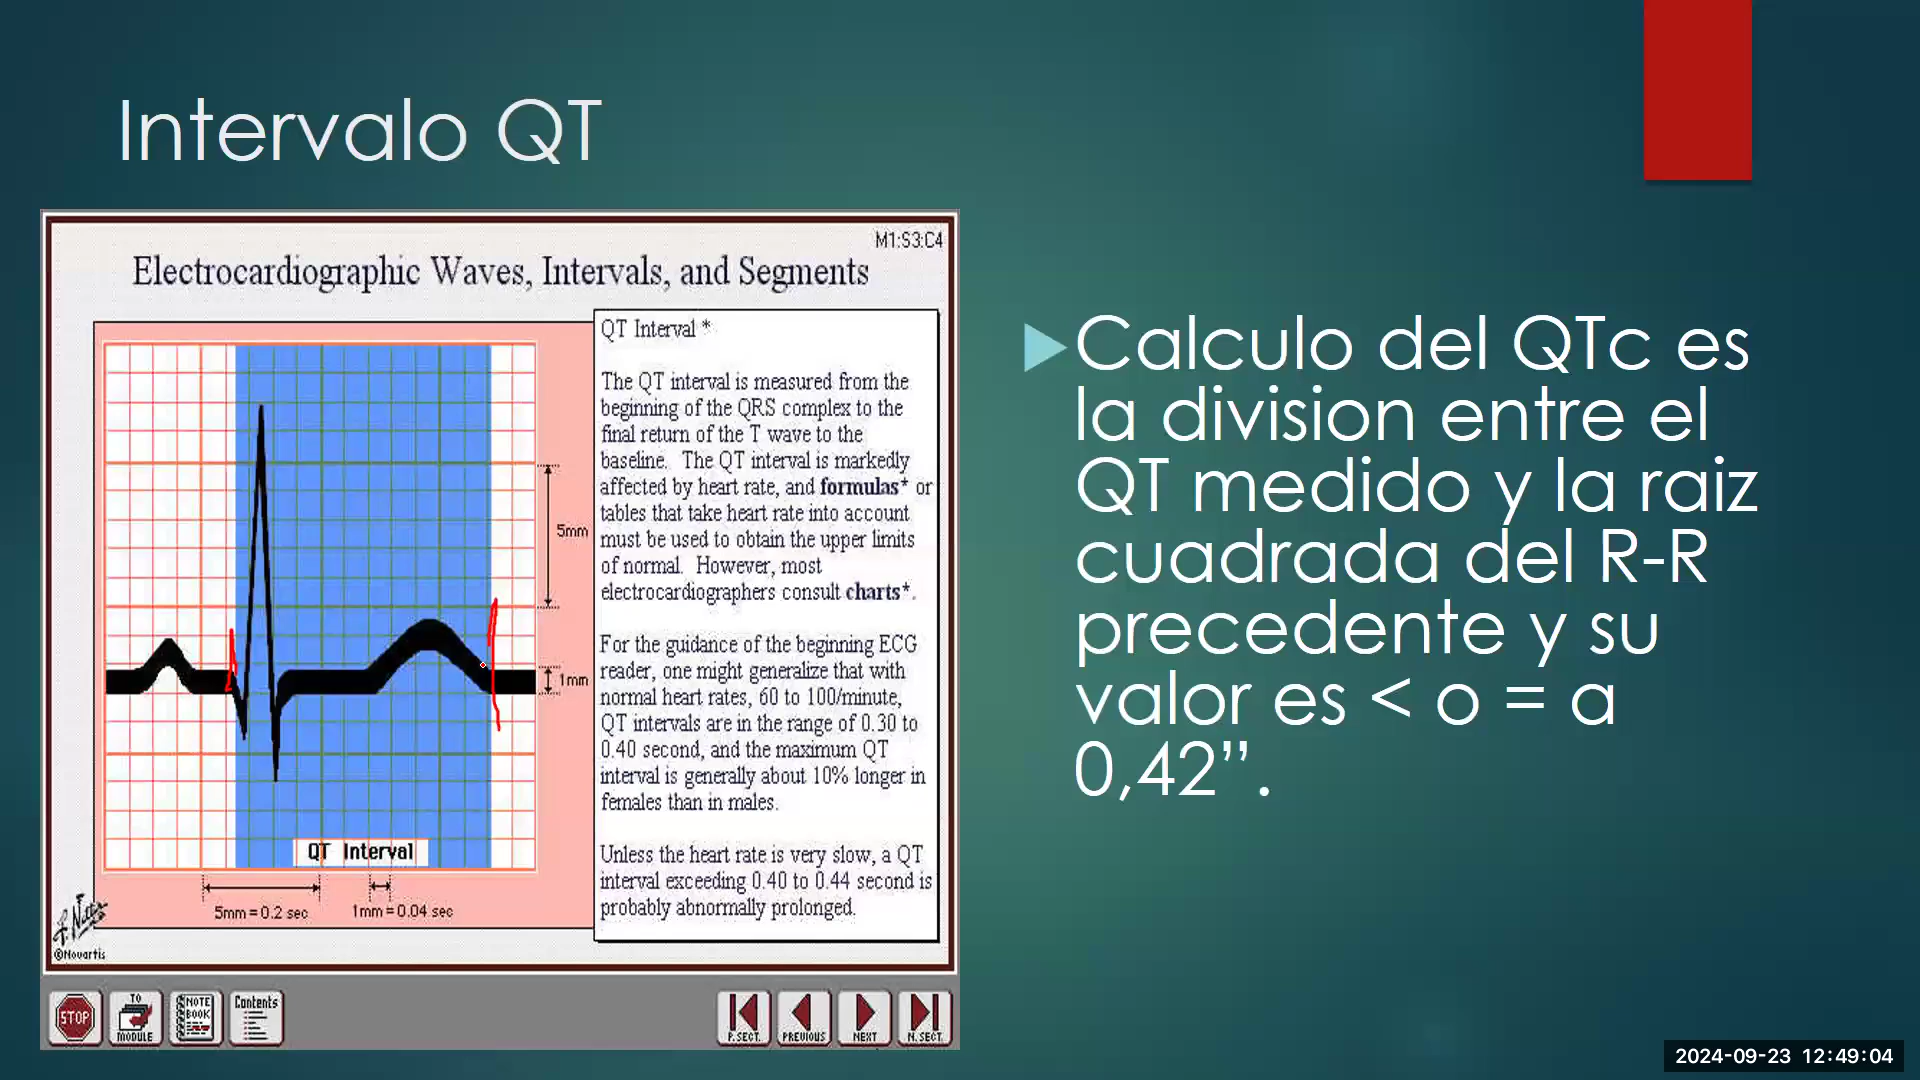 Intervalo QT
M1:S3:C4
Electrocardiographic Waves, Intervals, and Segments
QT Interval *
The QT interval is measured from the
beginning of the QRS complex to the
final return of the T wave to the
baseline. The QT interval is markedly
affected by heart rate, and formulas* or
tables that take heart rate into account
must be used to obtain the upper limits
of normal. However, most
electrocardiographers consult charts*.
For the guidance of the beginning ECG
reader, one might generalize that with
normal heart rates, 60 to 100/minute,
QT intervals are in the range of 0.30 to
0.40 second, and the maximum QT
interval is generally about 10% longer in
females than in males.
Unless the heart rate is very slow, a QT
interval exceeding 0.40 to 0.44 second is
probably abnormally prolonged.
5mm
1mm
QT Interval
5mm = 0.2 sec
1mm = 0.04 sec
©Novartis
STOP
TO
MODULE
NOTE
BOOK
Contents
P. SECT.
PREVIOUS
NEXT
N. SECT.
Calculo del QTc es
la division entre el
QT medido y la raiz
cuadrada del R-R
precedente y su
valor es < o = a
0,42”.
2024-09-23 12:49:04